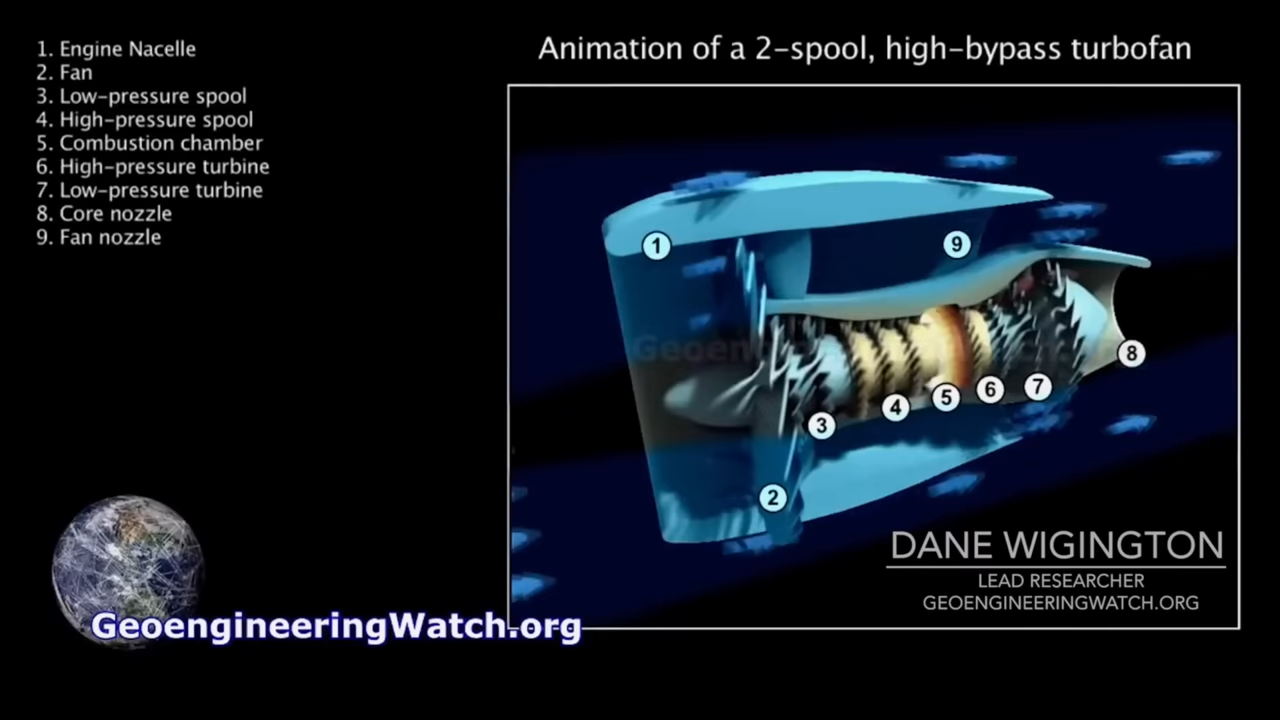 1. Engine Nacelle
2. Fan
3. Low-pressure spool
4. High-pressure spool
5. Combustion chamber
6. High-pressure turbine
7. Low-pressure turbine
8. Core nozzle
9. Fan nozzle
Animation of a 2-spool, high-bypass turbofan
1
9
8
7
6
5
4
3
2
DANE WIGINGTON
LEAD RESEARCHER
GEOENGINEERINGWATCH.ORG
GeoengineeringWatch.org